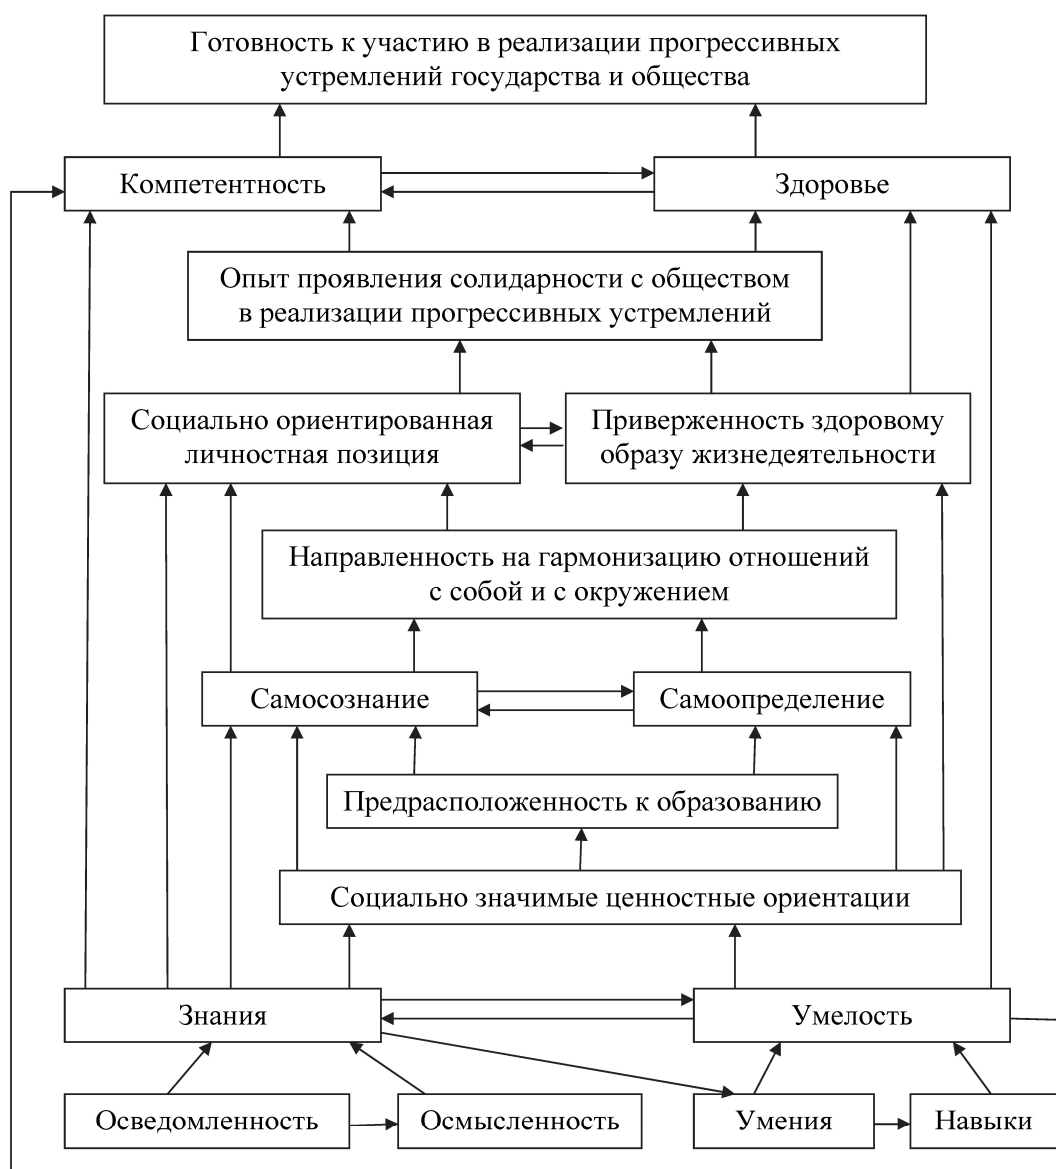 Готовность к участию в реализации прогрессивных
устремлений государства и общества
Компетентность
Здоровье
Опыт проявления солидарности с обществом
в реализации прогрессивных устремлений
Социально ориентированная
личностная позиция
Приверженность здоровому
образу жизнедеятельности
Направленность на гармонизацию отношений
с собой и с окружением
Самосознание
Самоопределение
Предрасположенность к образованию
Социально значимые ценностные ориентации
Знания
Умелость
Осведомленность
Осмысленность
Умения
Навыки